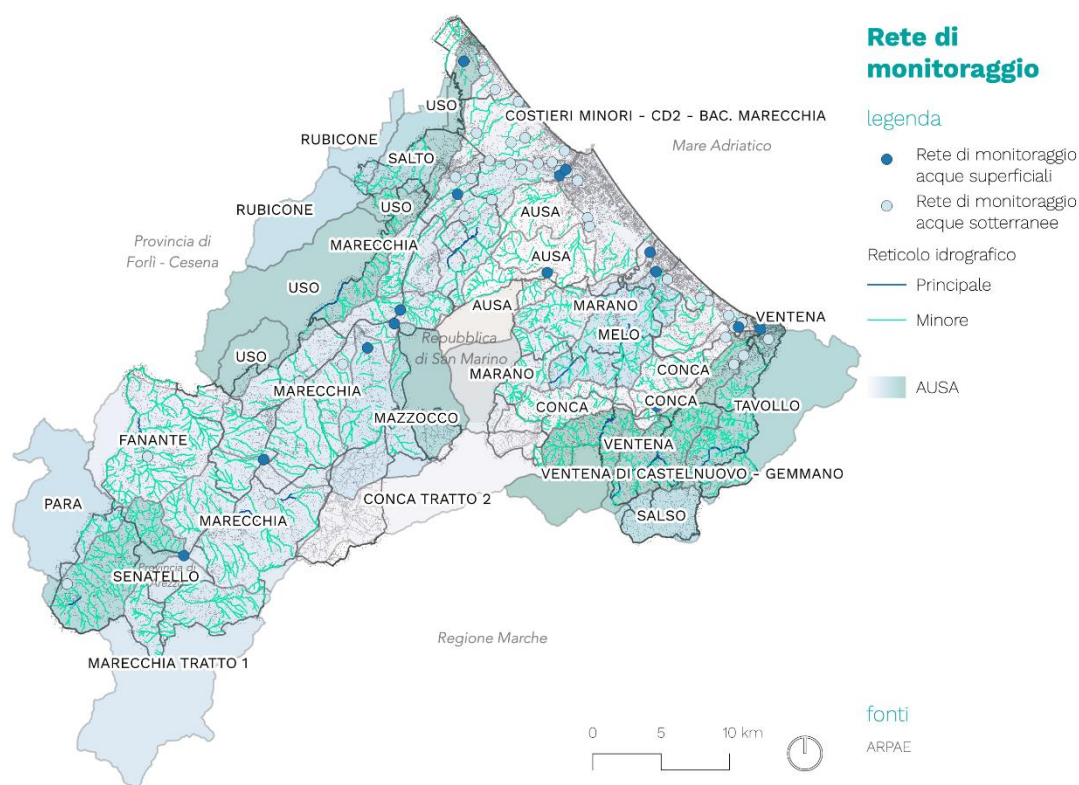 Rete di
monitoraggio
legenda
Rete di monitoraggio
acque superficiali
Rete di monitoraggio
acque sotterranee
Reticolo idrografico
Principale
Minore
AUSA
USO
COSTIERI MINORI - CD2 - BAC. MARECCHIA
RUBICONE
Mare Adriatico
SALTO
RUBICONE
USO
AUSA
Provincia di
Forlì - Cesena
MARECCHIA
AUSA
USO
AUSA
MARANO
VENTENA
Repubblica
di San Marino
MELO
USO
MARANO
CONCA
MARECCHIA
CONCA
CONCA
TAVOLLO
MAZZOCCO
FANANTE
VENTENA
VENTENA DI CASTELNUOVO - GEMMANO
PARA
CONCA TRATTO 2
MARECCHIA
SALSO
SENATELLO
Provincia di
Arezzo
Regione Marche
MARECCHIA TRATTO 1
0 5 10 km
fonti
ARPAE